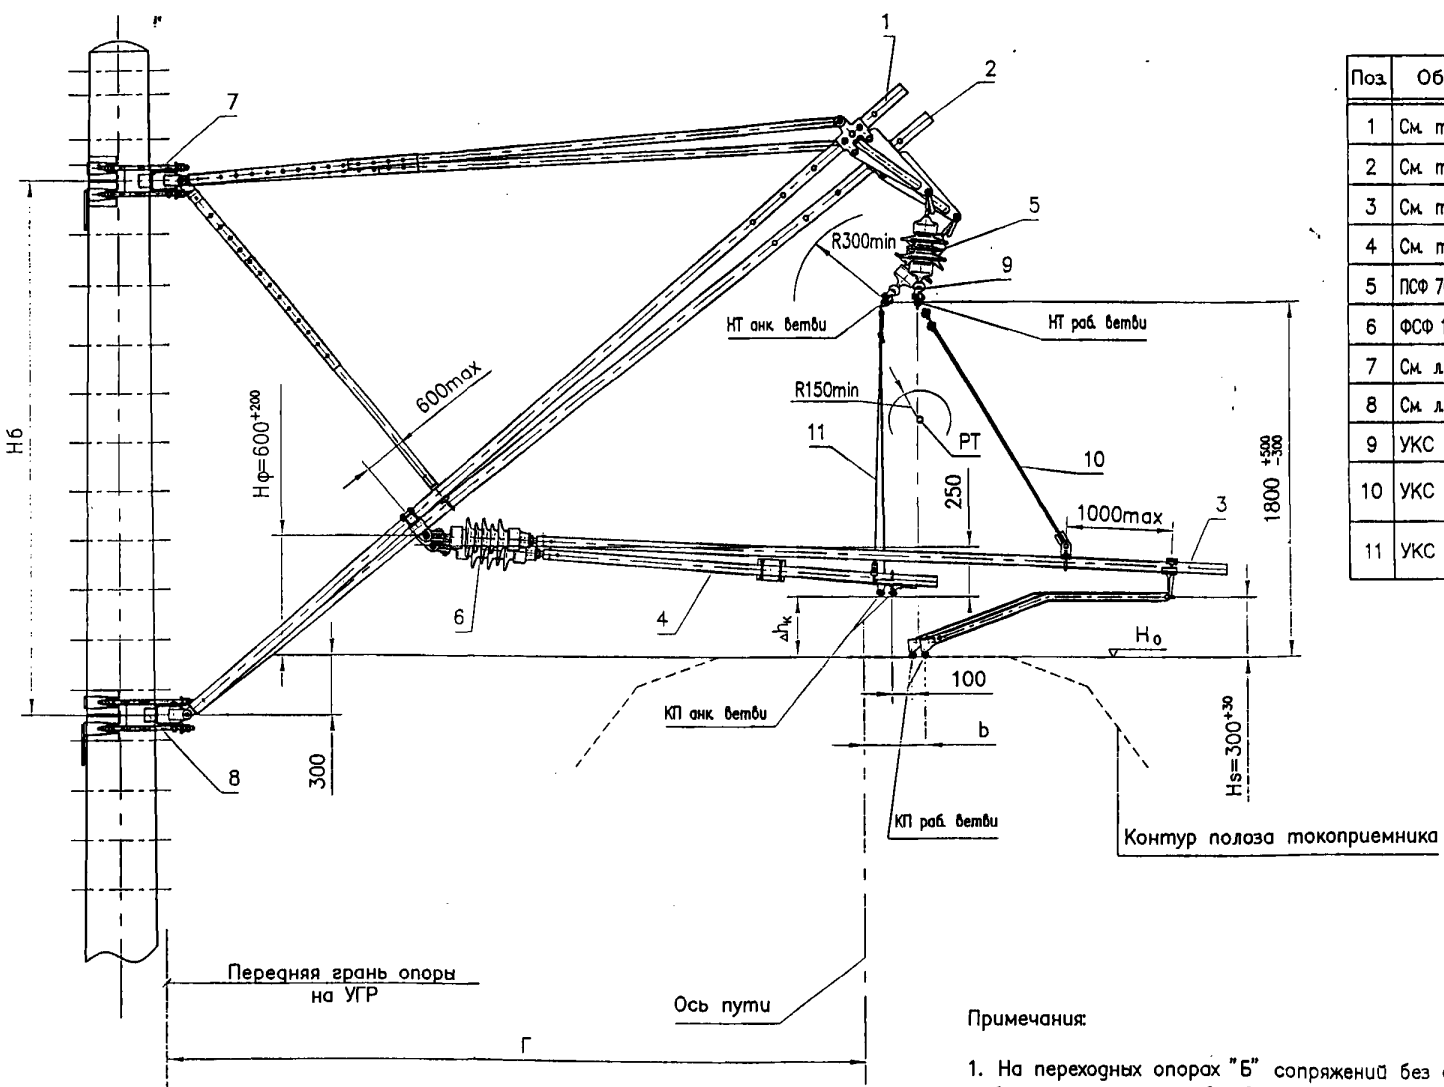 1
2
7
5
9
R300min
НТ анк. ветви
НТ раб. ветви
600max
Нб
Нф=600+200
R150min
РТ
11
10
250
1800 +500 -300
1000max
3
6
4
Δhк
Н₀
100
КП анк. ветви
b
300
8
Hs=300+30
КП раб. ветви
Контур полоза токоприемника
Передняя грань опоры
на УГР
Ось пути
Г
Поз. Об
1 См. т
2 См. т
3 См. т
4 См. т
5 ПСФ 7
6 ФСФ 1
7 См. л
8 См. л
9 УКС
10 УКС
11 УКС
Примечания:
1. На переходных опорах "Б" сопряжений без